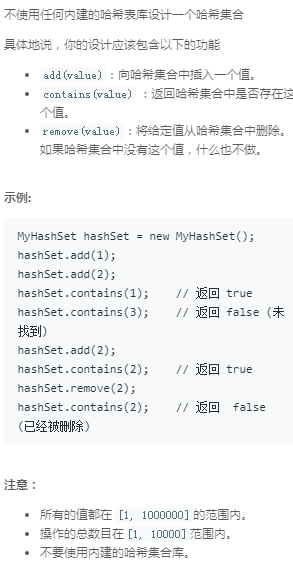 不使用任何内建的哈希表库设计一个哈希集合
具体地说，你的设计应该包含以下的功能
add(value)：向哈希集合中插入一个值。
contains(value) ：返回哈希集合中是否存在这
个值。
remove(value)：将给定值从哈希集合中删除。
如果哈希集合中没有这个值，什么也不做。
示例:
MyHashSet hashSet = new MyHashSet();
hashSet.add(1);
hashSet.add(2);
hashSet.contains(1);    // 返回 true
hashSet.contains(3);    // 返回 false (未
找到)
hashSet.add(2);
hashSet.contains(2);    // 返回 true
hashSet.remove(2);
hashSet.contains(2);    // 返回  false
(已经被删除)
注意：
所有的值都在 [1, 1000000]的范围内。
操作的总数目在[1, 10000]范围内。
不要使用内建的哈希集合库。